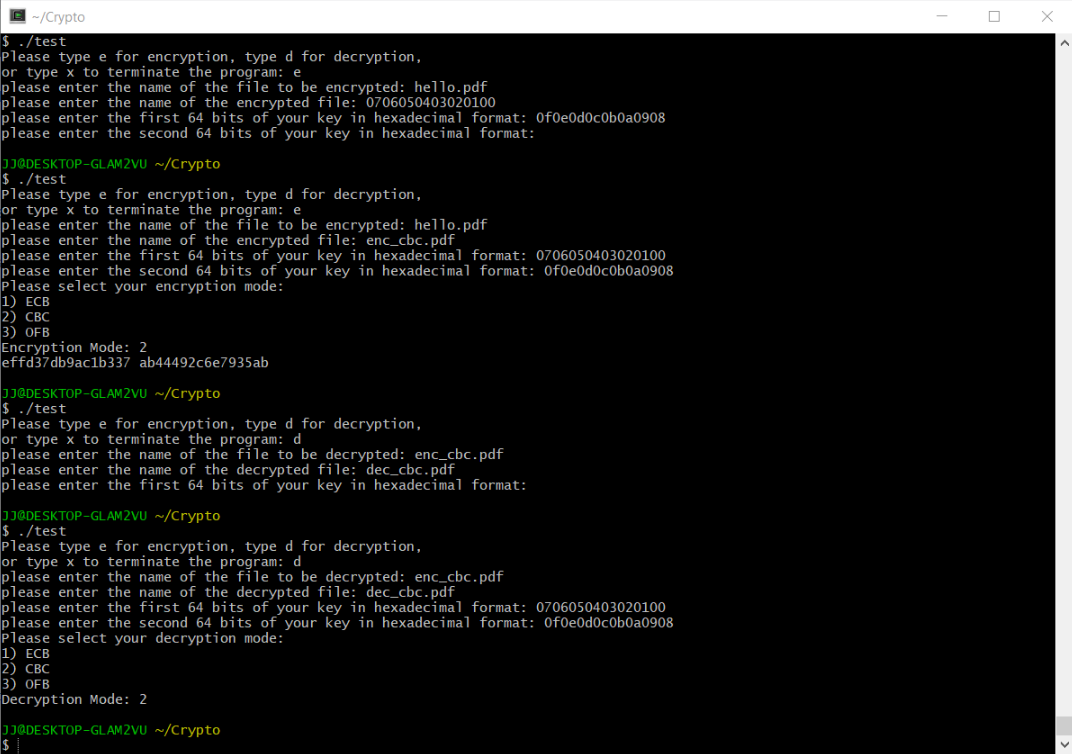 ~/Crypto
$ ./test
Please type e for encryption, type d for decryption,
or type x to terminate the program: e
please enter the name of the file to be encrypted: hello.pdf
please enter the name of the encrypted file: 0706050403020100
please enter the first 64 bits of your key in hexadecimal format: 0f0e0d0c0b0a0908
please enter the second 64 bits of your key in hexadecimal format:
JJ@DESKTOP-GLAM2VU ~/Crypto
$ ./test
Please type e for encryption, type d for decryption,
or type x to terminate the program: e
please enter the name of the file to be encrypted: hello.pdf
please enter the name of the encrypted file: enc_cbc.pdf
please enter the first 64 bits of your key in hexadecimal format: 0706050403020100
please enter the second 64 bits of your key in hexadecimal format: 0f0e0d0c0b0a0908
Please select your encryption mode:
1) ECB
2) CBC
3) OFB
Encryption Mode: 2
effd37db9ac1b337 ab44492c6e7935ab
JJ@DESKTOP-GLAM2VU ~/Crypto
$ ./test
Please type e for encryption, type d for decryption,
or type x to terminate the program: d
please enter the name of the file to be decrypted: enc_cbc.pdf
please enter the name of the decrypted file: dec_cbc.pdf
please enter the first 64 bits of your key in hexadecimal format:
JJ@DESKTOP-GLAM2VU ~/Crypto
$ ./test
Please type e for encryption, type d for decryption,
or type x to terminate the program: d
please enter the name of the file to be decrypted: enc_cbc.pdf
please enter the name of the decrypted file: dec_cbc.pdf
please enter the first 64 bits of your key in hexadecimal format: 0706050403020100
please enter the second 64 bits of your key in hexadecimal format: 0f0e0d0c0b0a0908
Please select your decryption mode:
1) ECB
2) CBC
3) OFB
Decryption Mode: 2
JJ@DESKTOP-GLAM2VU ~/Crypto
$